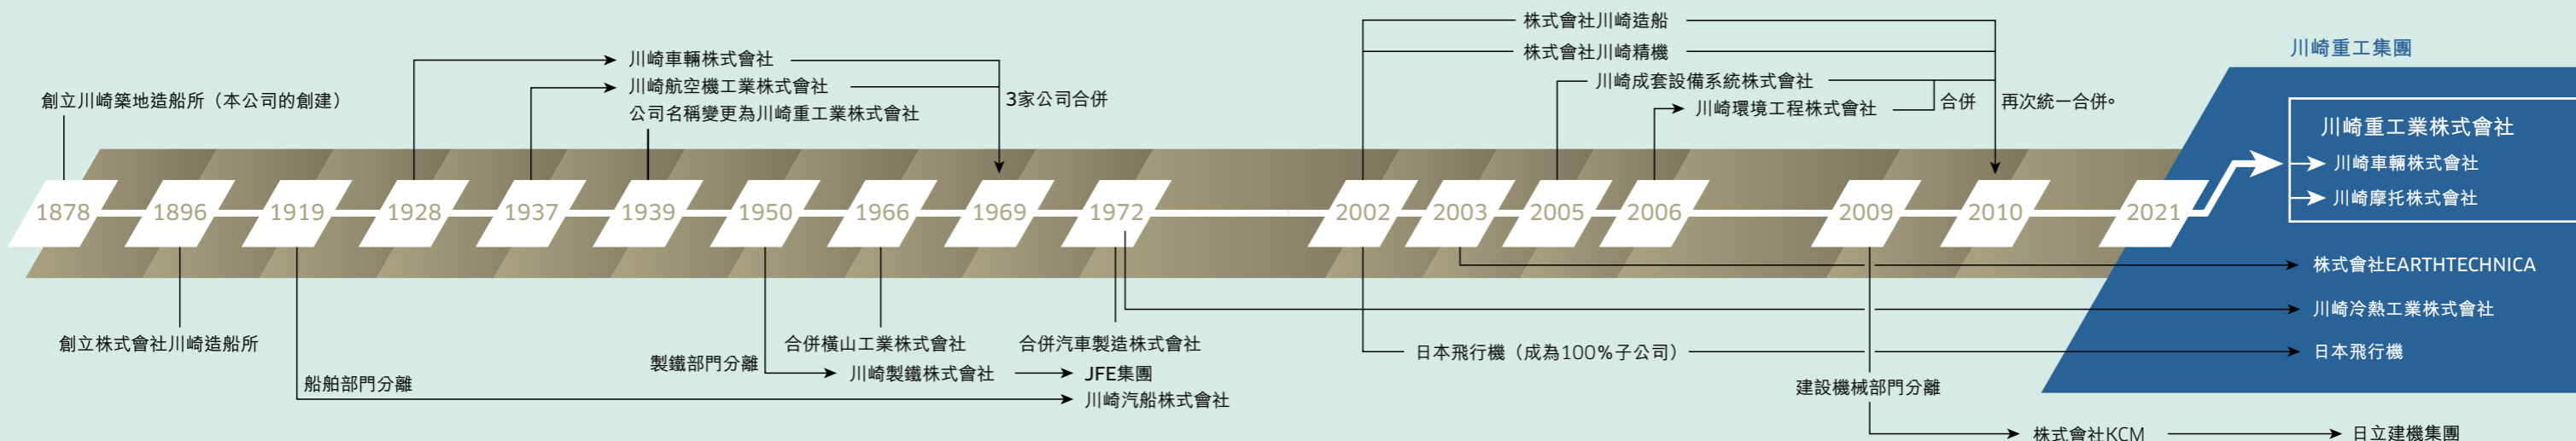 株式會社川崎造船
川崎重工集團
株式會社川崎精機
川崎車輛株式會社
川崎成套設備系統株式會社
川崎航空機工業株式會社
創立川崎築地造船所（本公司的創建）
3家公司合併
合併
再次統一合併。
川崎環境工程株式會社
公司名稱變更為川崎重工業株式會社
川崎重工業株式會社
川崎車輛株式會社
川崎摩托株式會社
1878 1896 1919 1928 1937 1939 1950 1966 1969 1972 2002 2003 2005 2006 2009 2010 2021
株式會社EARTHTECHNICA
川崎冷熱工業株式會社
創立株式會社川崎造船所
合併橫山工業株式會社
合併汽車製造株式會社
日本飛行機（成為100%子公司）
日本飛行機
製鐵部門分離
川崎製鐵株式會社
JFE集團
船舶部門分離
建設機械部門分離
川崎汽船株式會社
株式會社KCM
日立建機集團